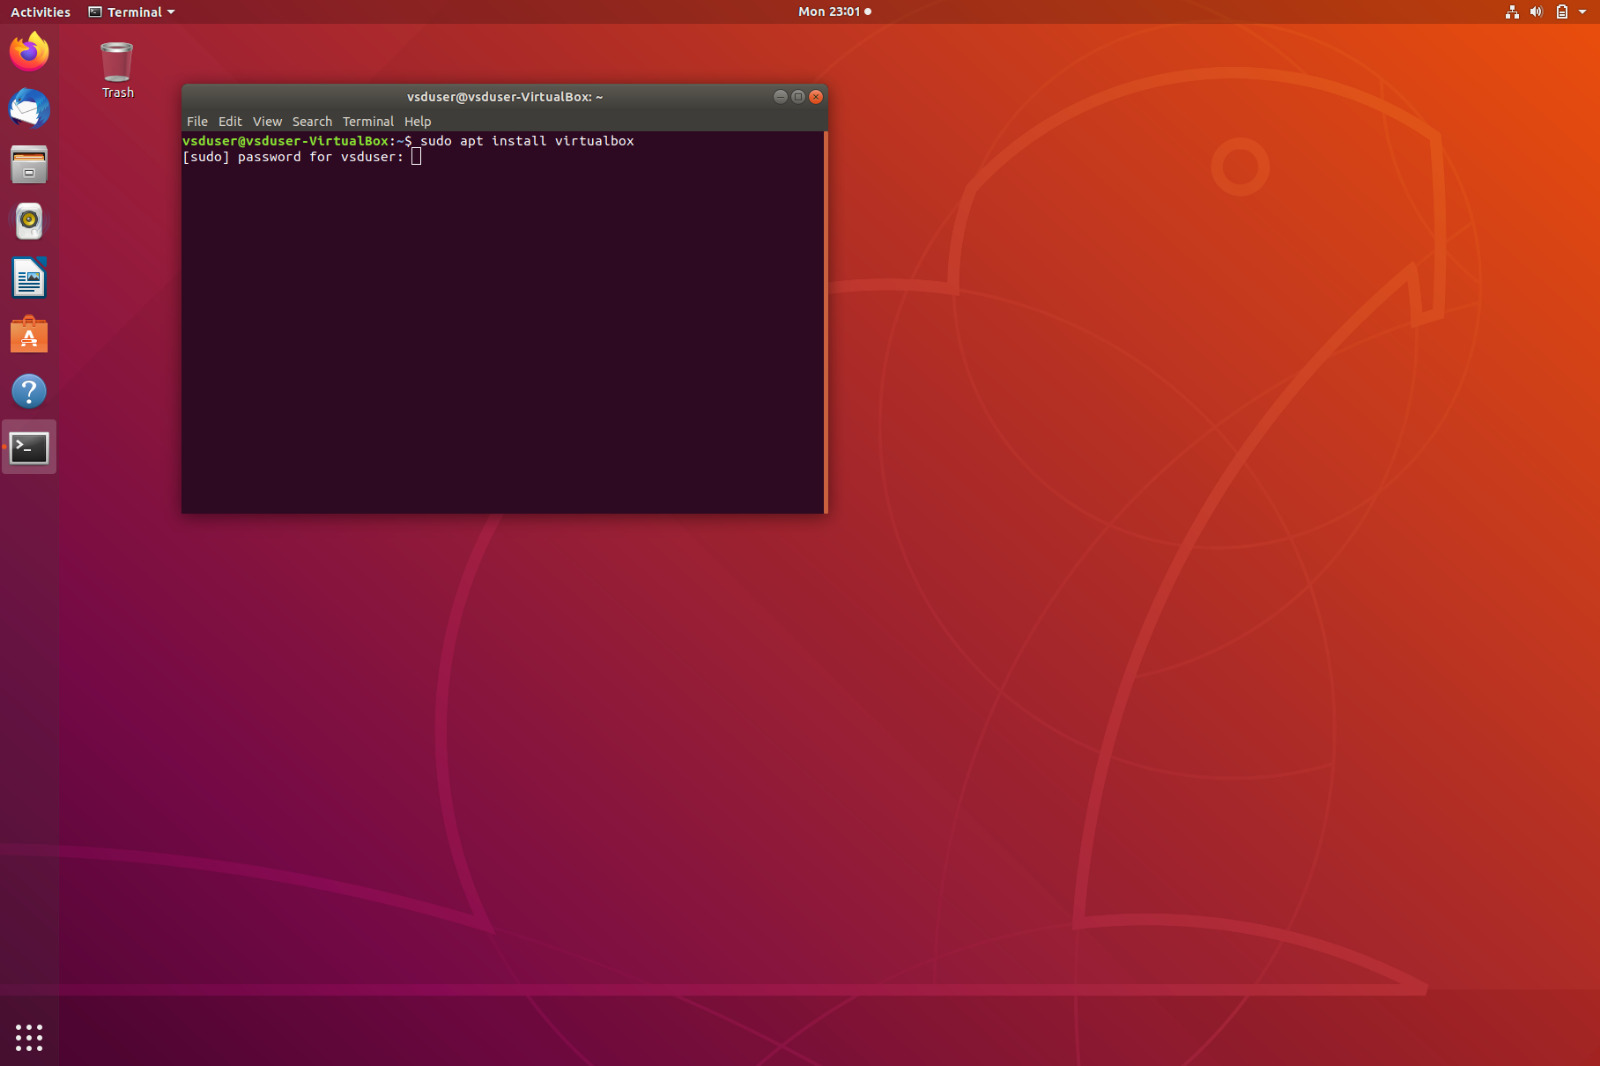 Activities Terminal Mon 23:01
Trash
vsduser@vsduser-VirtualBox: ~
File Edit View Search Terminal Help
vsduser@vsduser-VirtualBox:~$ sudo apt install virtualbox
[sudo] password for vsduser: